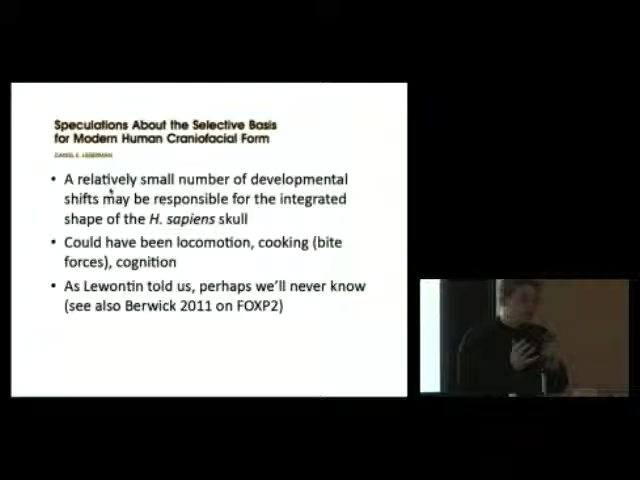 Speculations About the Selective Basis
for Modern Human Craniofacial Form
DANIEL E. LIEBERMAN
• A relatively small number of developmental
shifts may be responsible for the integrated
shape of the H. sapiens skull
• Could have been locomotion, cooking (bite
forces), cognition
• As Lewontin told us, perhaps we'll never know
(see also Berwick 2011 on FOXP2)